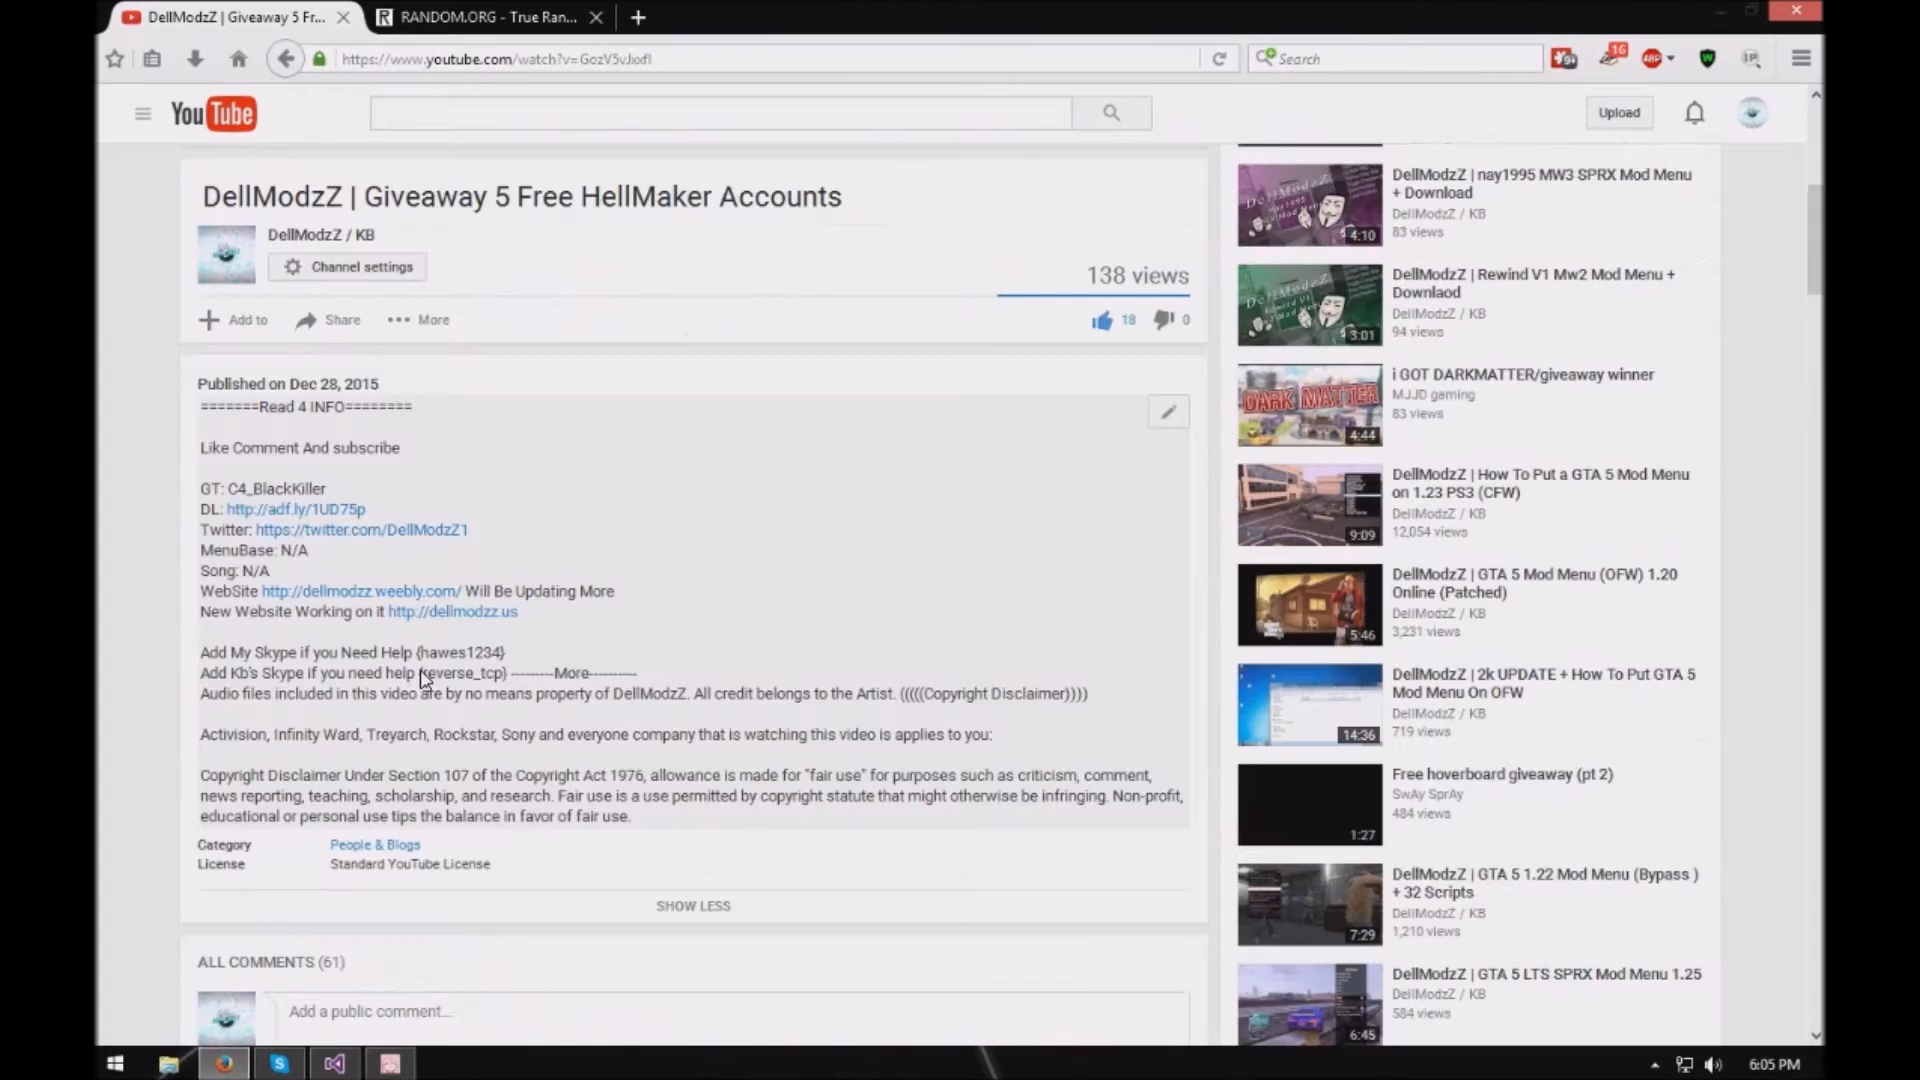 DellModzZ | Giveaway 5 Fr...
RANDOM.ORG - True Ran...
https://www.youtube.com/watch?v=GozV5vJxxfI
Search
16
ABP
W
IP
YouTube
Upload
DellModzZ | Giveaway 5 Free HellMaker Accounts
DellModzZ / KB
Channel settings
138 views
Add to
Share
More
18
0
Published on Dec 28, 2015
=======Read 4 INFO========
Like Comment And subscribe
GT: C4_BlackKiller
DL: http://adf.ly/1UD75p
Twitter: https://twitter.com/DellModzZ1
MenuBase: N/A
Song: N/A
WebSite http://dellmodzz.weebly.com/ Will Be Updating More
New Website Working on it http://dellmodzz.us
Add My Skype if you Need Help {hawes1234}
Add Kb's Skype if you need help everse_tcp} ---------More----------
Audio files included in this video are by no means property of DellModzZ. All credit belongs to the Artist. (((((Copyright Disclaimer))))
Activision, Infinity Ward, Treyarch, Rockstar, Sony and everyone company that is watching this video is applies to you:
Copyright Disclaimer Under Section 107 of the Copyright Act 1976, allowance is made for "fair use" for purposes such as criticism, comment,
news reporting, teaching, scholarship, and research. Fair use is a use permitted by copyright statute that might otherwise be infringing. Non-profit,
educational or personal use tips the balance in favor of fair use.
Category People & Blogs
License Standard YouTube License
SHOW LESS
ALL COMMENTS (61)
Add a public comment...
4:10
DellModzZ | nay1995 MW3 SPRX Mod Menu
+ Download
DellModzZ / KB
83 views
3:01
DellModzZ | Rewind V1 Mw2 Mod Menu +
Downlaod
DellModzZ / KB
94 views
DARK MATTER
4:44
i GOT DARKMATTER/giveaway winner
MJJD gaming
83 views
9:09
DellModzZ | How To Put a GTA 5 Mod Menu
on 1.23 PS3 (CFW)
DellModzZ / KB
12,054 views
5:46
DellModzZ | GTA 5 Mod Menu (OFW) 1.20
Online (Patched)
DellModzZ / KB
3,231 views
14:36
DellModzZ | 2k UPDATE + How To Put GTA 5
Mod Menu On OFW
DellModzZ / KB
719 views
1:27
Free hoverboard giveaway (pt 2)
SwAy SprAy
484 views
7:29
DellModzZ | GTA 5 1.22 Mod Menu (Bypass )
+ 32 Scripts
DellModzZ / KB
1,210 views
6:45
DellModzZ | GTA 5 LTS SPRX Mod Menu 1.25
DellModzZ / KB
584 views
6:05 PM